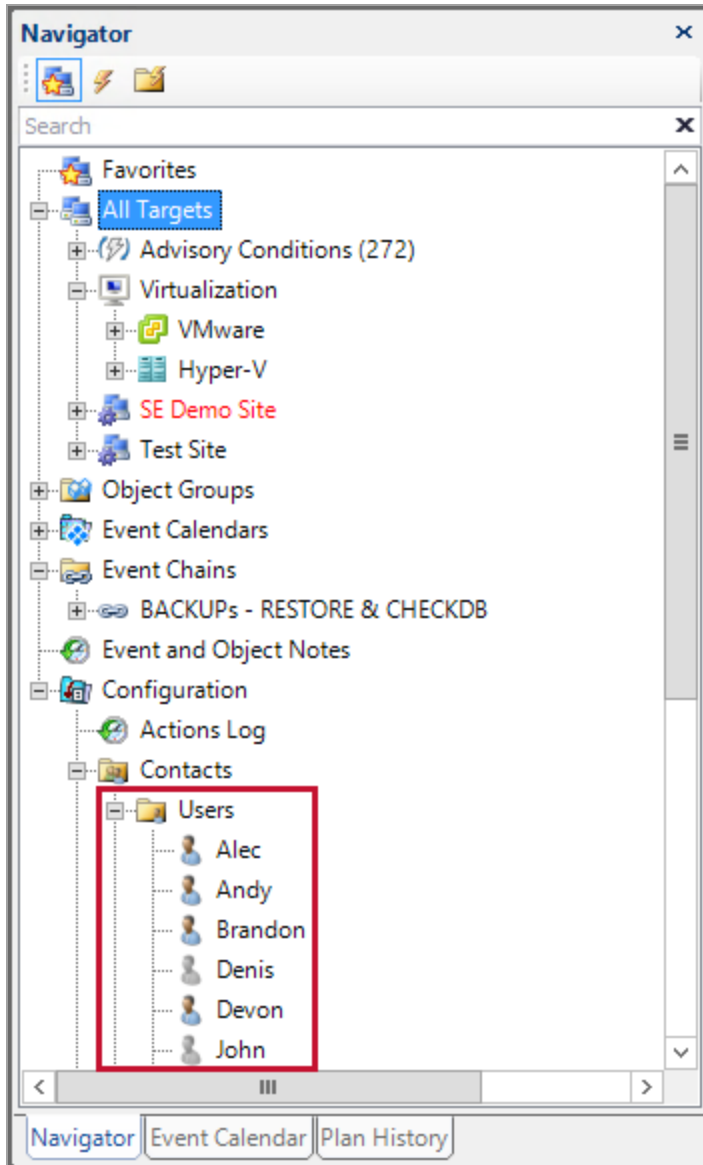 Navigator
Search
Favorites
All Targets
Advisory Conditions (272)
Virtualization
VMware
Hyper-V
SE Demo Site
Test Site
Object Groups
Event Calendars
Event Chains
BACKUPs - RESTORE & CHECKDB
Event and Object Notes
Configuration
Actions Log
Contacts
Users
Alec
Andy
Brandon
Denis
Devon
John
Navigator Event Calendar Plan History